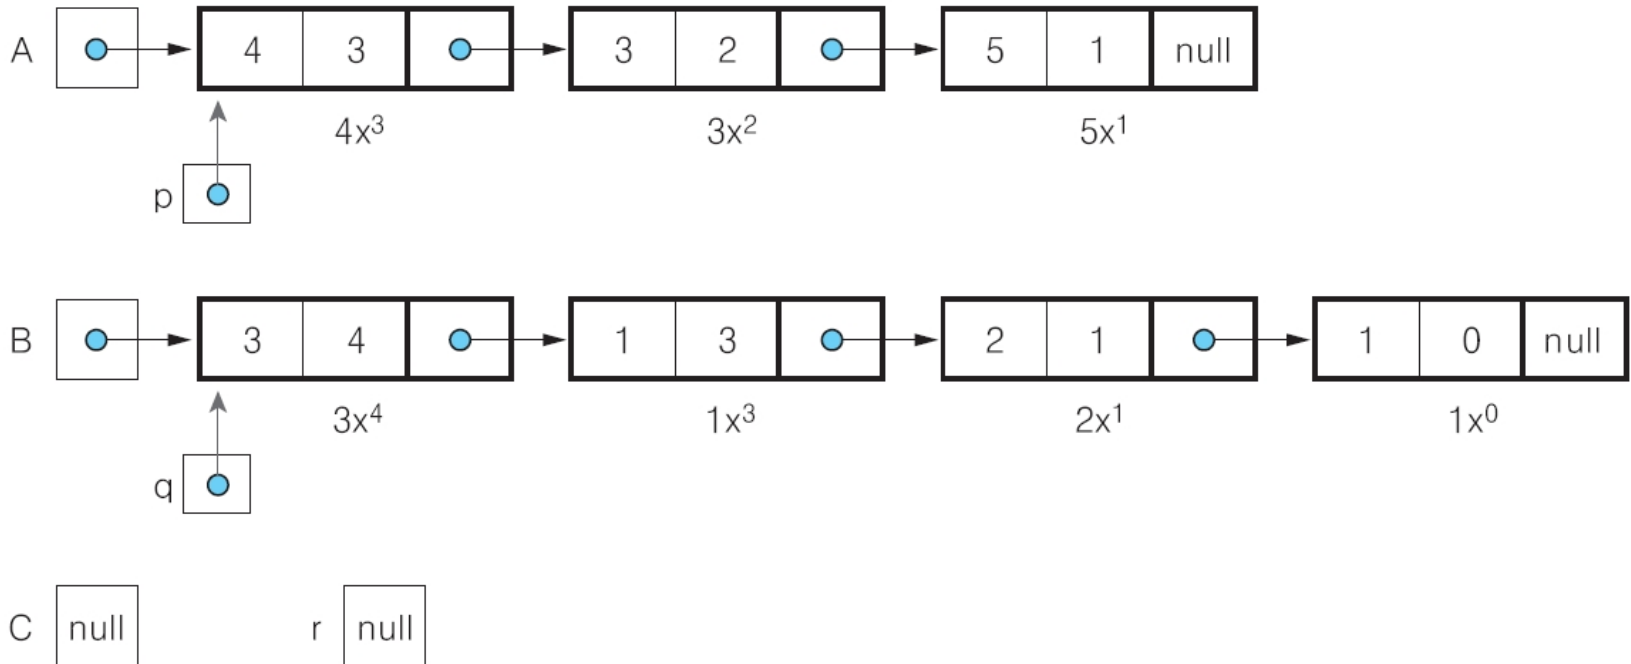 A 4 3 3 2 5 1 null
4x³ 3x² 5x¹
p
B 3 4 1 3 2 1 1 0 null
3x⁴ 1x³ 2x¹ 1x⁰
q
C null r null